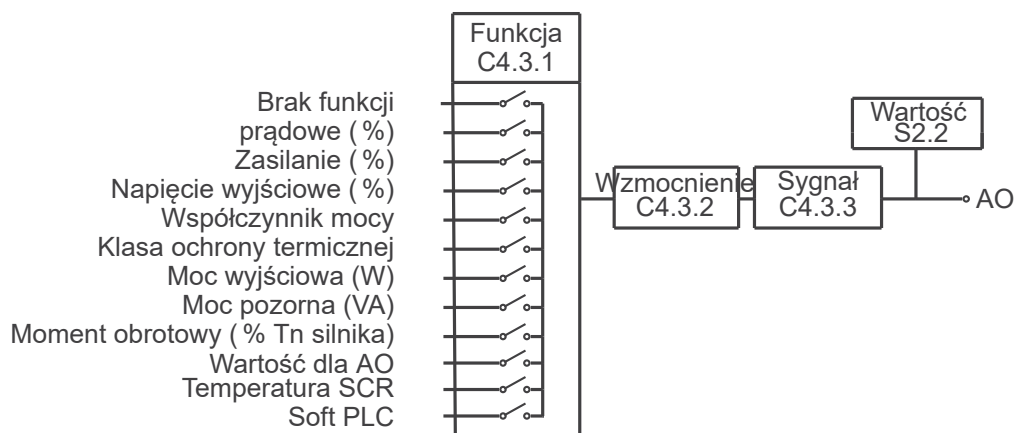 Funkcja
C4.3.1
Brak funkcji
prądowe ( %)
Zasilanie ( %)
Napięcie wyjściowe ( %)
Współczynnik mocy
Klasa ochrony termicznej
Moc wyjściowa (W)
Moc pozorna (VA)
Moment obrotowy ( % Tn silnika)
Wartość dla AO
Temperatura SCR
Soft PLC
Wzmocnienie
C4.3.2
Sygnał
C4.3.3
Wartość
S2.2
AO